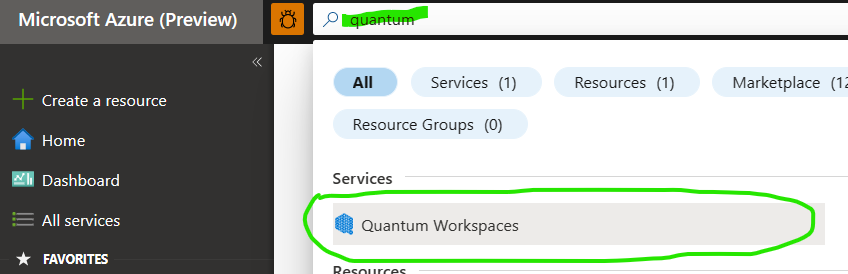 Microsoft Azure (Preview)
quantum
Create a resource
Home
Dashboard
All services
FAVORITES
All
Services (1)
Resources (1)
Marketplace (12
Resource Groups (0)
Services
Quantum Workspaces
Resources